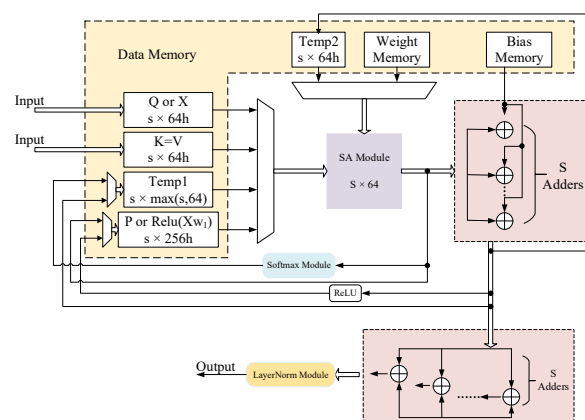 Data Memory
Temp2
s × 64h
Weight
Memory
Bias
Memory
Input
Q or X
s × 64h
Input
K=V
s × 64h
Temp1
s × max(s,64)
P or Relu(Xw₁)
s × 256h
SA Module
S × 64
S
Adders
Softmax Module
ReLU
Output
LayerNorm Module
S
Adders